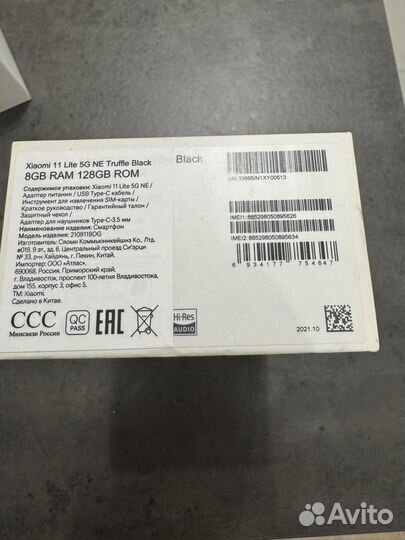 Xiaomi 11 Lite 5G NE Truffle Black
8GB RAM 128GB ROM
Содержимое упаковки: Xiaomi 11 Lite 5G NE /
Адаптер питания / USB Type-C кабель /
Инструмент для извлечения SIM-карты /
Краткое руководство / Гарантийный талон /
Защитный чехол /
Адаптер для наушников Type-C-3.5 мм
Наименование изделия: Смартфон
Модель изделия: 2109119DG
Изготовитель: Сяоми Коммуникейшнз Ко., Лтд.
#019, 9 эт., зд. 6, Центральный проезд Сиэрци
№ 33, р-н Хайдянь, г. Пекин, Китай.
Импортер: ООО «Атлас»,
690068, Россия, Приморский край,
г. Владивосток, проспект 100-летия Владивостока,
дом 155, корпус 3, офис 5.
ТМ: Xiaomi.
Сделано в Китае.
CCC
Минсвязи России
QC
PASS
EAC
Black
Hi-Res
AUDIO
IMEI1:865298050895626
IMEI2:865298050895634
6 934177 754647
2021.10
Avito